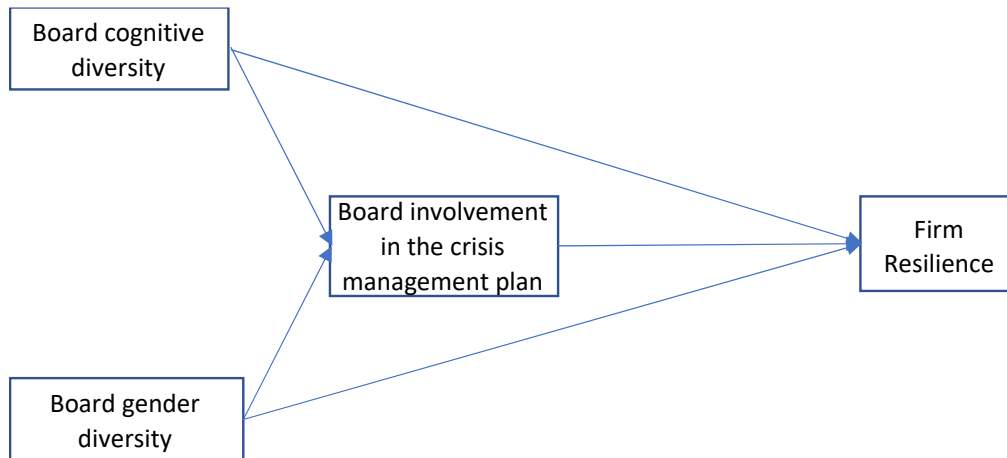 Board cognitive
diversity
Board involvement
in the crisis
management plan
Firm
Resilience
Board gender
diversity